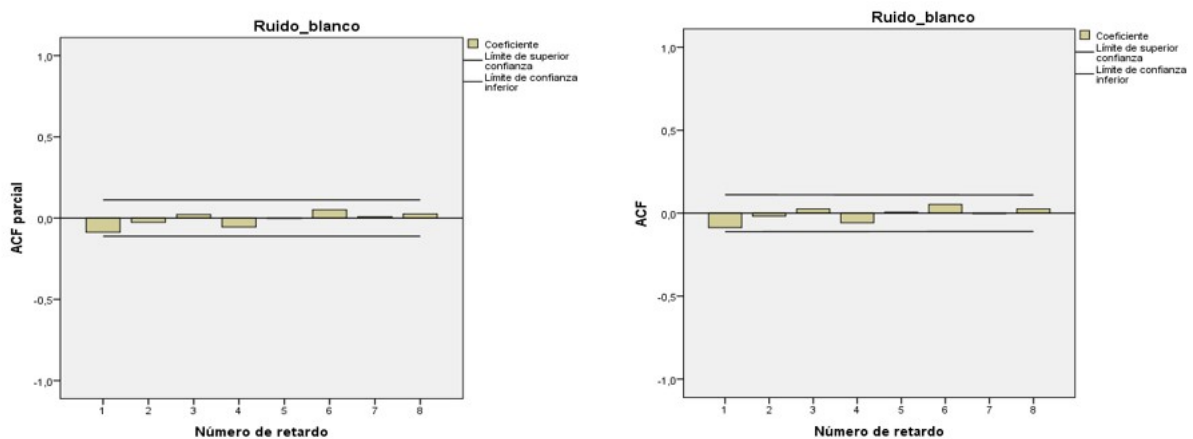 Ruido_blanco
Coeficiente
Límite de superior
confianza
Límite de confianza
inferior
1,0
0,5
0,0
-0,5
-1,0
ACF parcial
1 2 3 4 5 6 7 8
Número de retardo
Ruido_blanco
Coeficiente
Límite de superior
confianza
Límite de confianza
inferior
1,0
0,5
0,0
-0,5
-1,0
ACF
1 2 3 4 5 6 7 8
Número de retardo